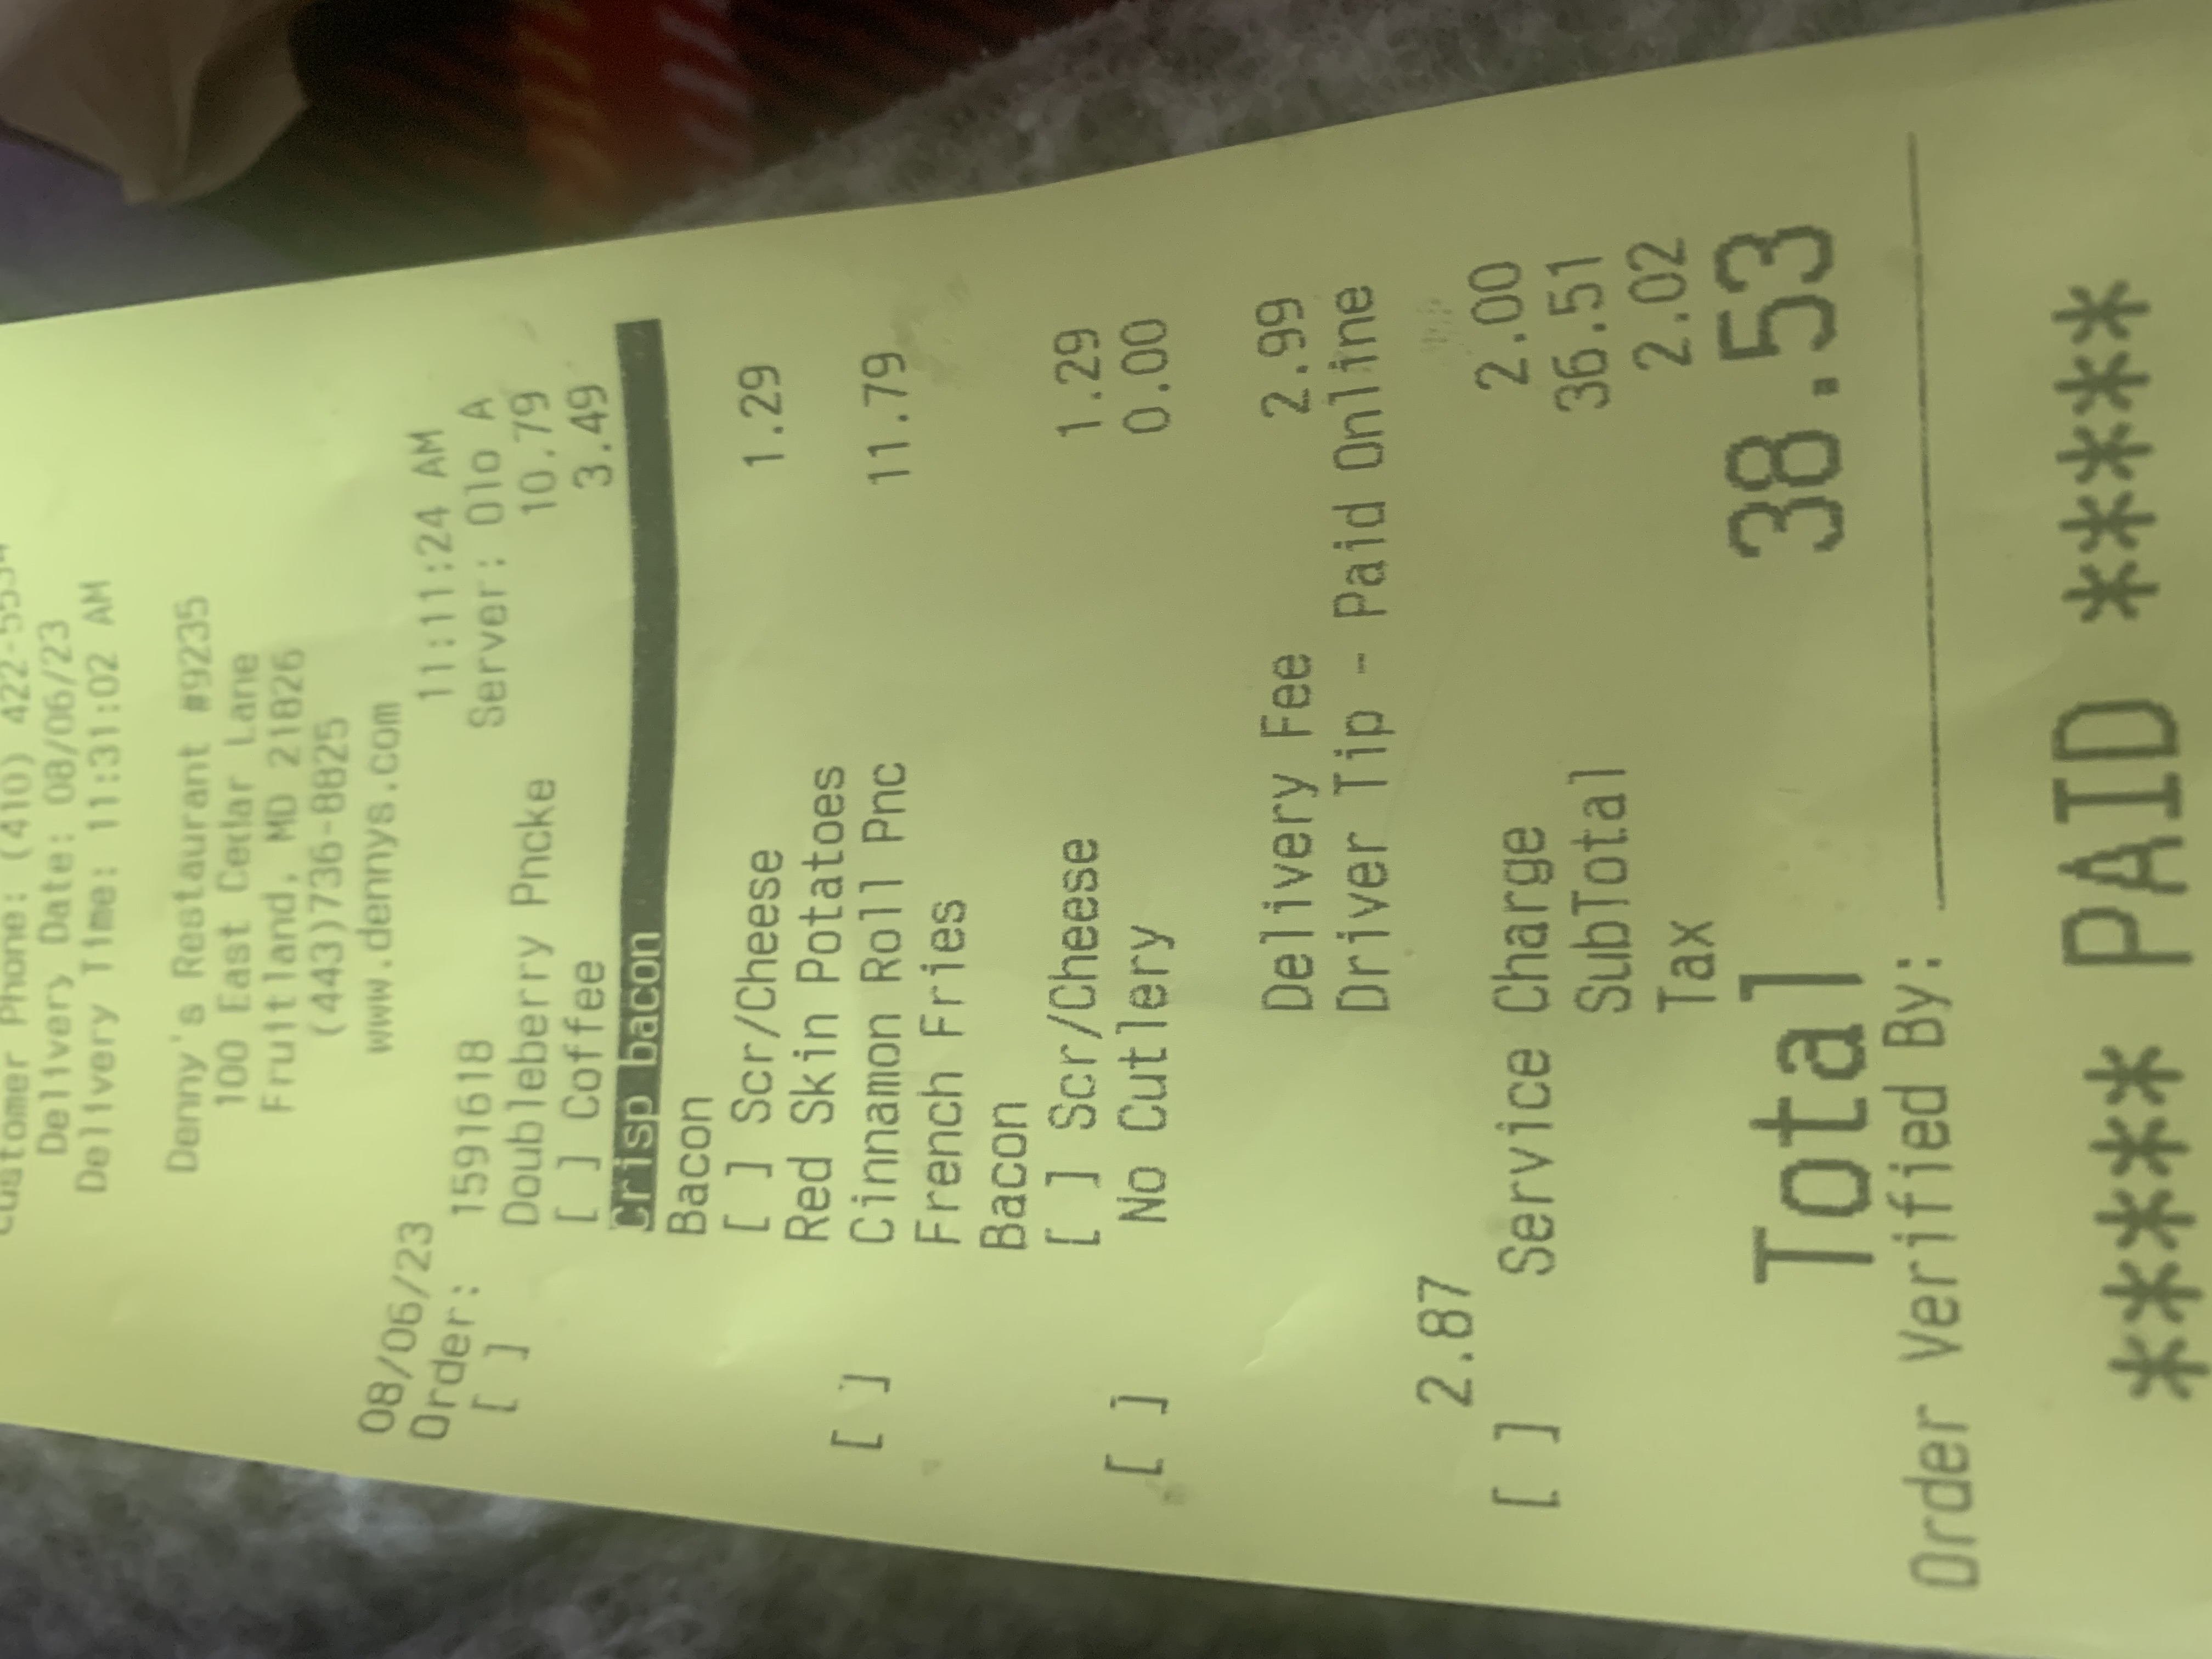 Customer Phone: (410) 422-5534
Delivery Date: 08/06/23
Delivery Time: 11:31:02 AM
Denny's Restaurant #9235
100 East Cedar Lane
Fruitland, MD 21826
(443)736-8825
www.dennys.com
08/06/23 11:11:24 AM
Order: 1591618 Server: Olo A
[ ] Doubleberry Pncke 10.79
[ ] Coffee 3.49
Crisp bacon
Bacon
[ ] Scr/Cheese 1.29
Red Skin Potatoes
[ ] Cinnamon Roll Pnc 11.79
French Fries
Bacon
[ ] Scr/Cheese 1.29
[ ] No Cutlery 0.00
Delivery Fee 2.99
Driver Tip - Paid Online
2.87
[ ] Service Charge 2.00
SubTotal 36.51
Tax 2.02
Total 38.53
Order Verified By:
**** PAID ****